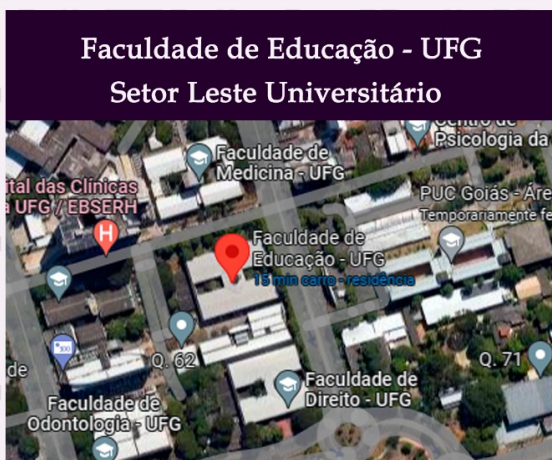 Faculdade de Educação - UFG
Setor Leste Universitário
Centro de
Psicologia da
Faculdade de
Medicina - UFG
ital das Clínicas
UFG / EBSERH
PUC Goiás - Áre
Temporariamente fe
H
Faculdade de
Educação - UFG
15 min carro - residência
Q. 62
Q. 71
de
Faculdade de
Direito - UFG
Faculdade de
Odontologia - UFG